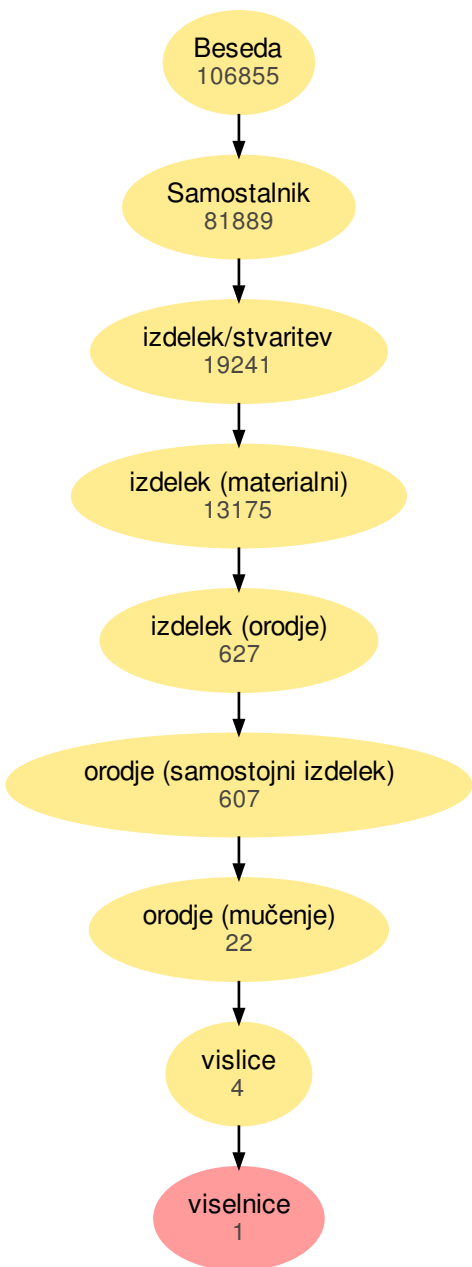 Beseda
106855
Samostalnik
81889
izdelek/stvaritev
19241
izdelek (materialni)
13175
izdelek (orodje)
627
orodje (samostojni izdelek)
607
orodje (mučenje)
22
vislice
4
viselnice
1